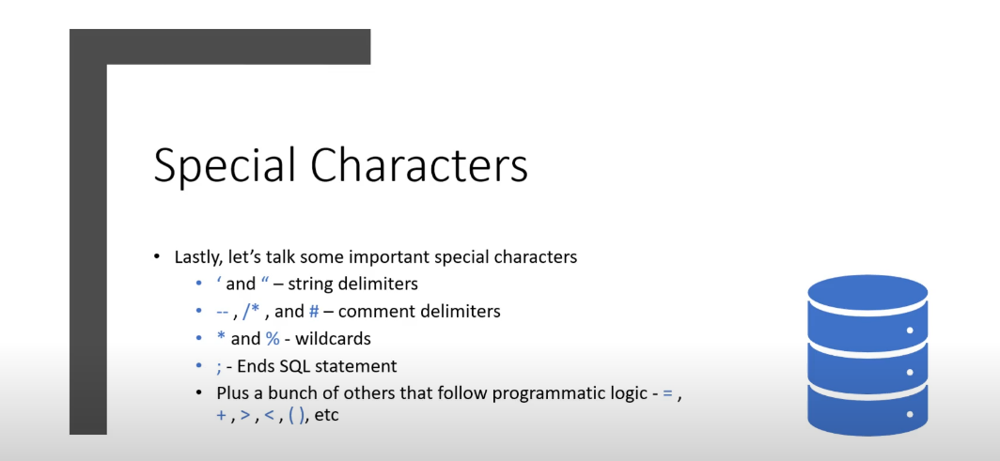 Special Characters
• Lastly, let’s talk some important special characters
• ‘ and “ – string delimiters
• -- , /* , and # – comment delimiters
• * and % - wildcards
• ; - Ends SQL statement
• Plus a bunch of others that follow programmatic logic - = ,
+ , > , < , ( ), etc